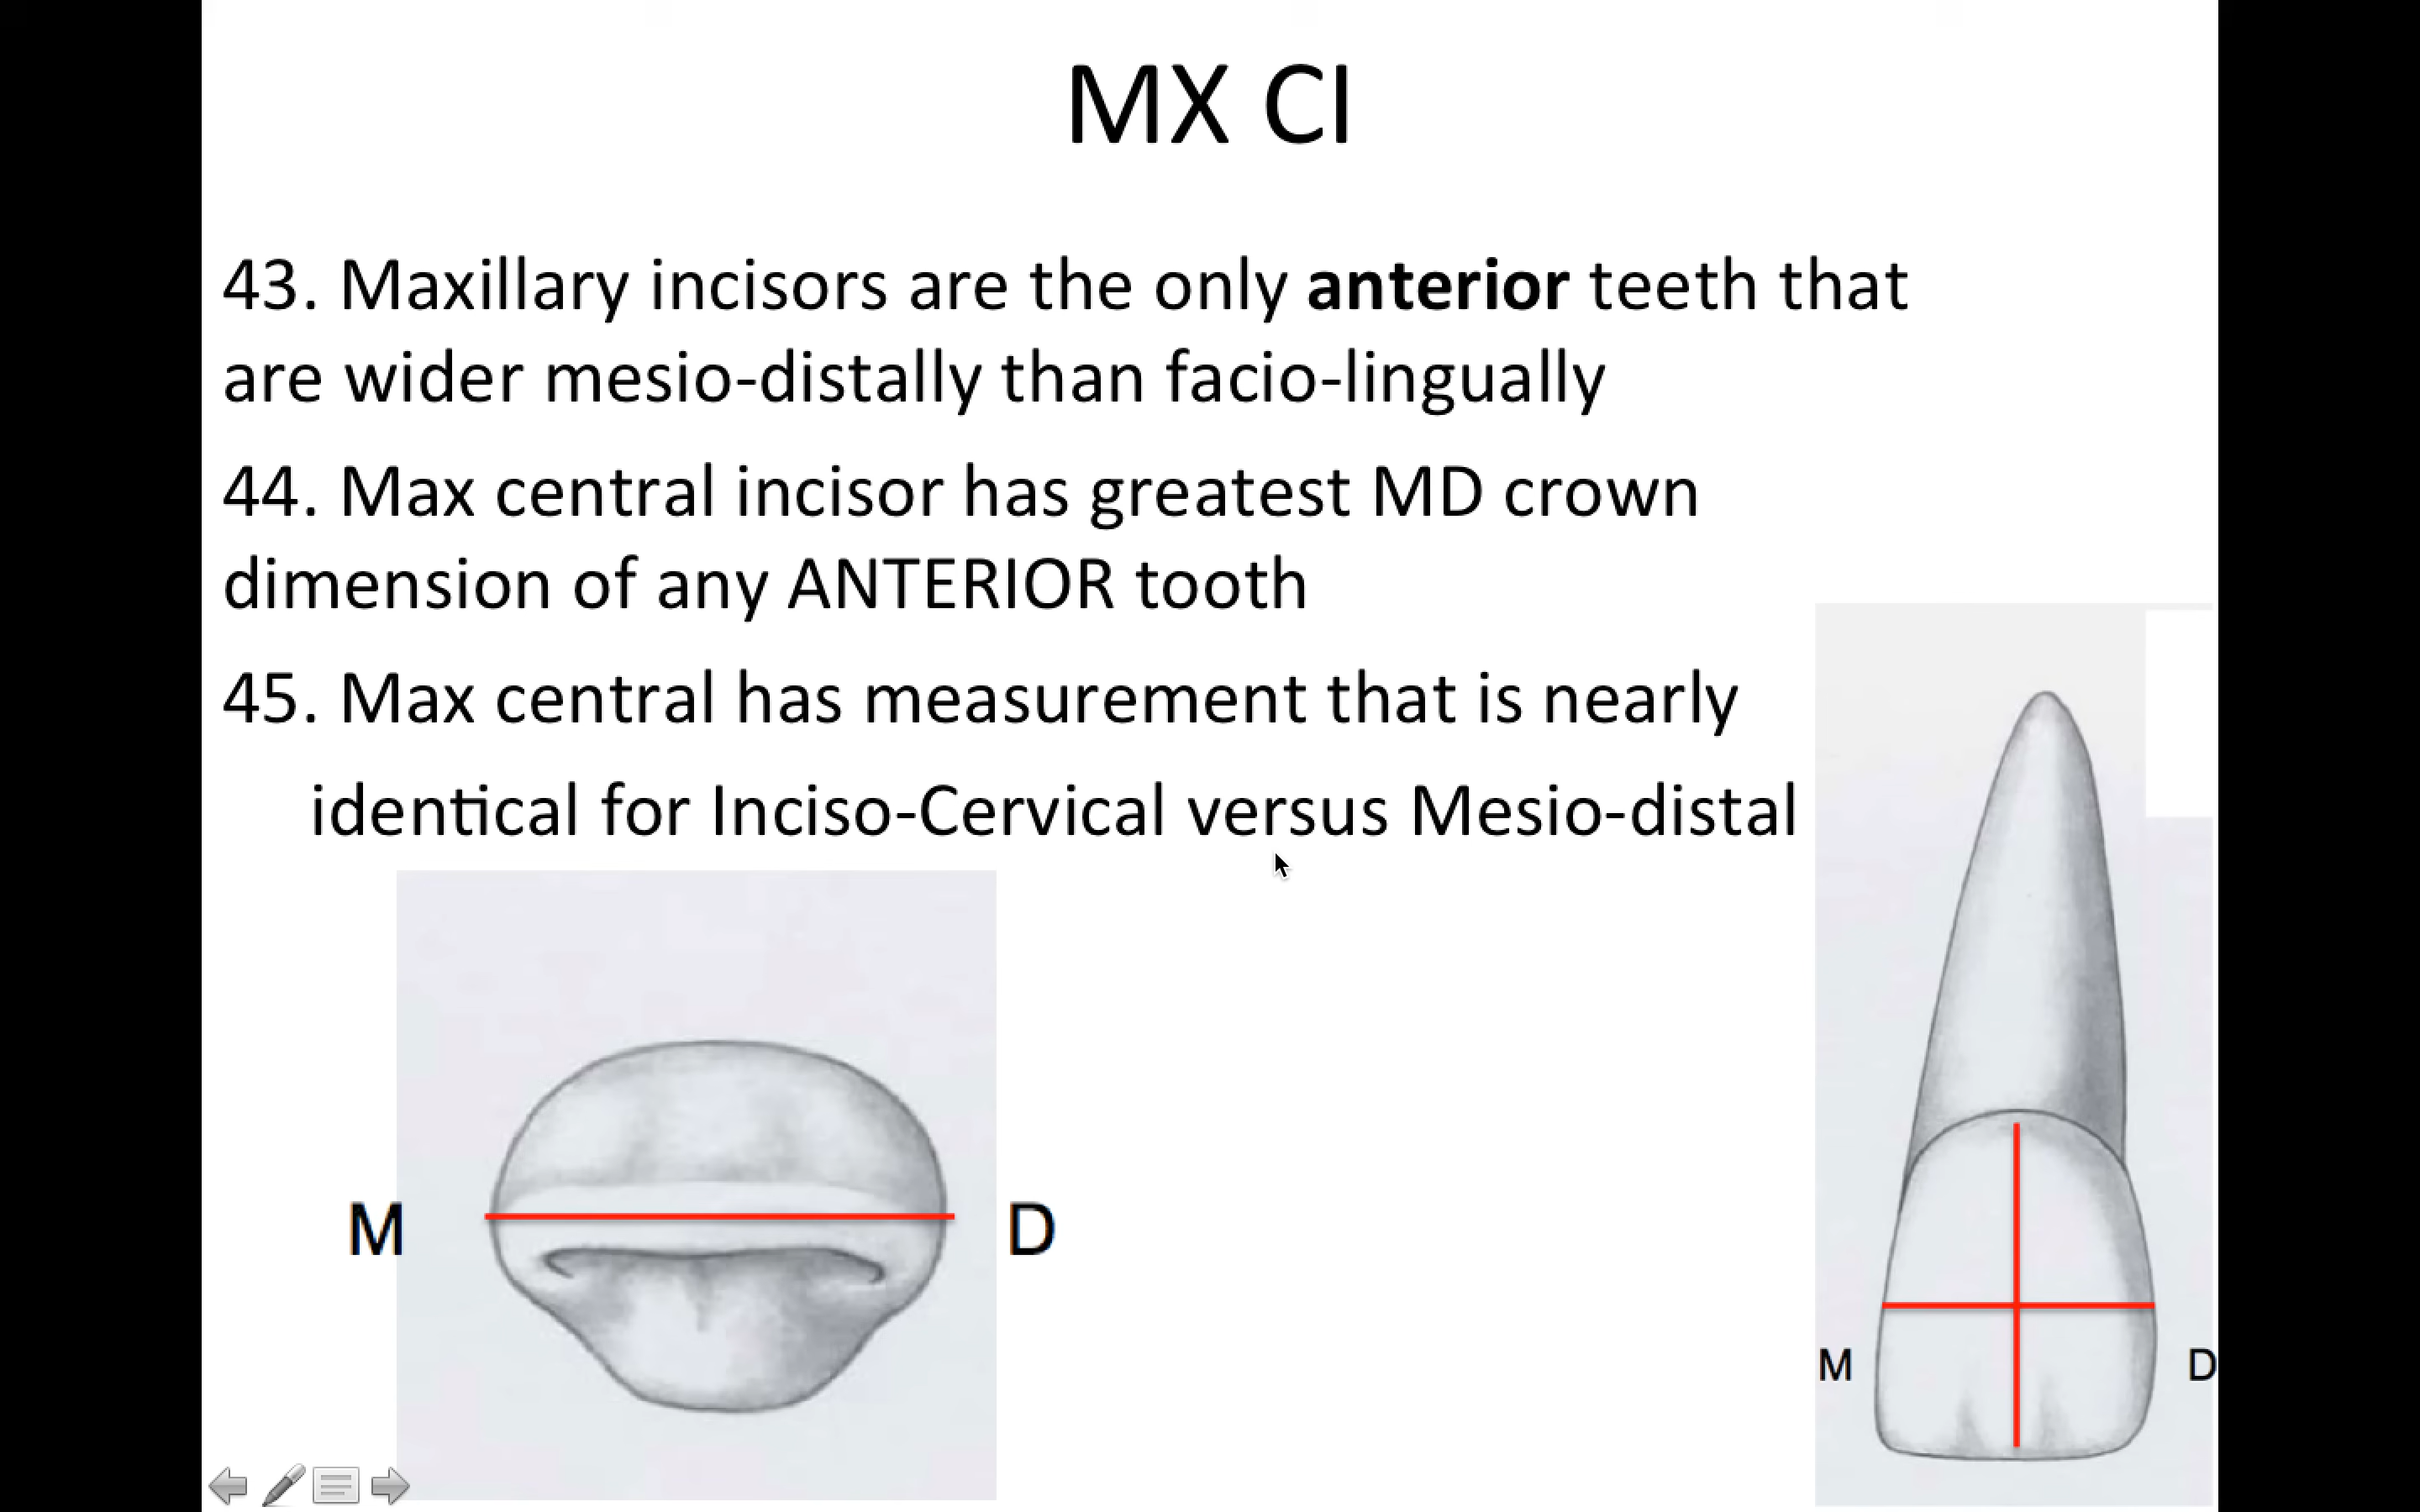 MX CI
43. Maxillary incisors are the only anterior teeth that
are wider mesio-distally than facio-lingually
44. Max central incisor has greatest MD crown
dimension of any ANTERIOR tooth
45. Max central has measurement that is nearly
identical for Inciso-Cervical versus Mesio-distal
M
D
M
D